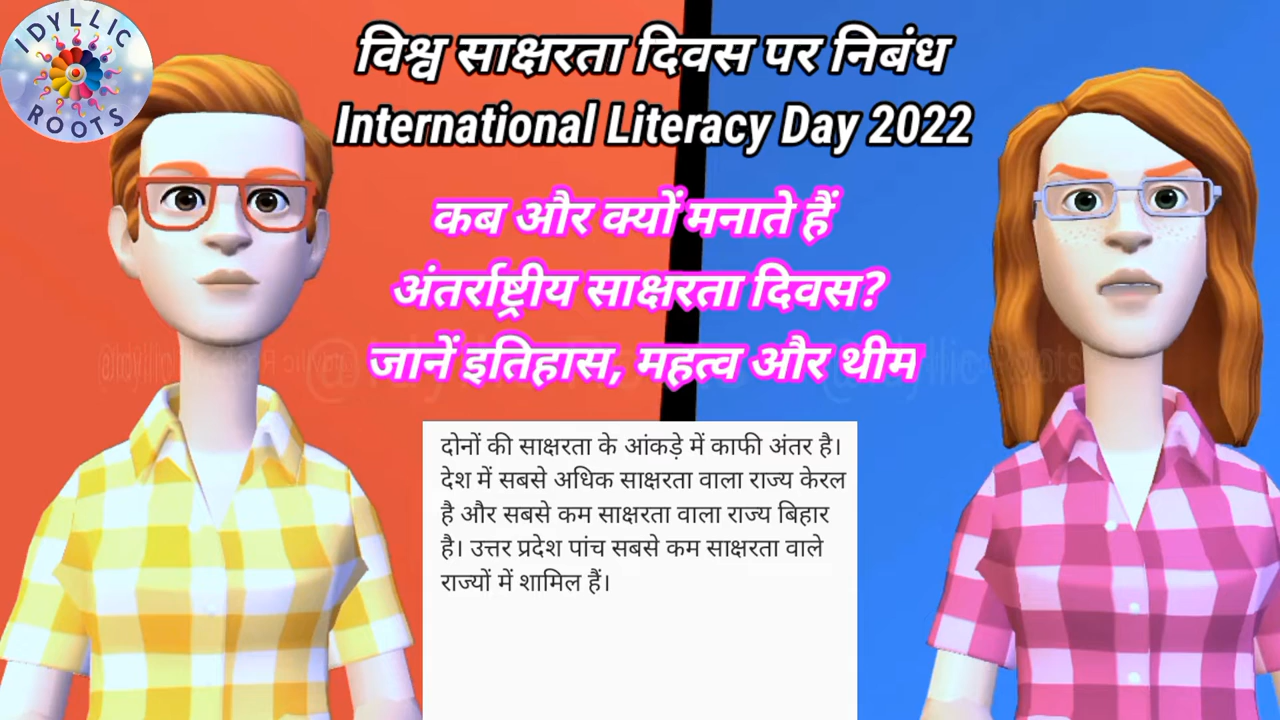 IDYLLIC
ROOTS
विश्व साक्षरता दिवस पर निबंध
International Literacy Day 2022
कब और क्यों मनाते हैं
अंतर्राष्ट्रीय साक्षरता दिवस?
जानें इतिहास, महत्व और थीम
दोनों की साक्षरता के आंकड़े में काफी अंतर है।
देश में सबसे अधिक साक्षरता वाला राज्य केरल
है और सबसे कम साक्षरता वाला राज्य बिहार
है। उत्तर प्रदेश पांच सबसे कम साक्षरता वाले
राज्यों में शामिल हैं।